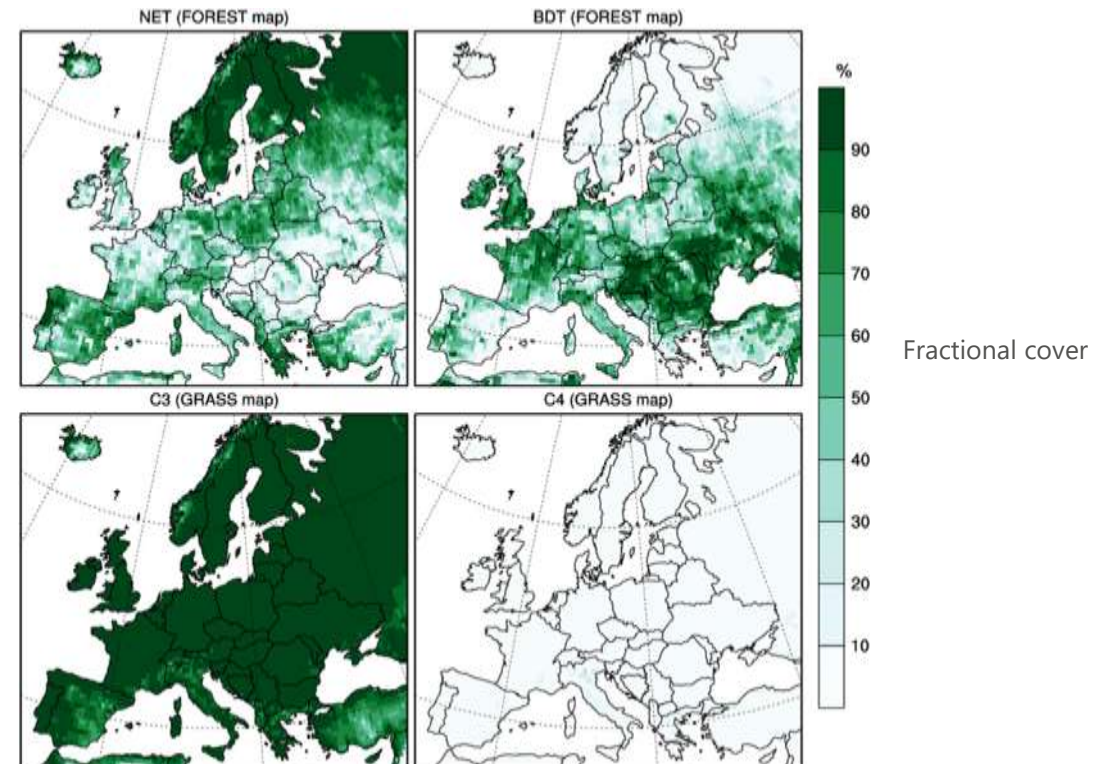 NET (FOREST map)
BDT (FOREST map)
%
90
80
70
60
50
40
30
20
10
Fractional cover
C3 (GRASS map)
C4 (GRASS map)